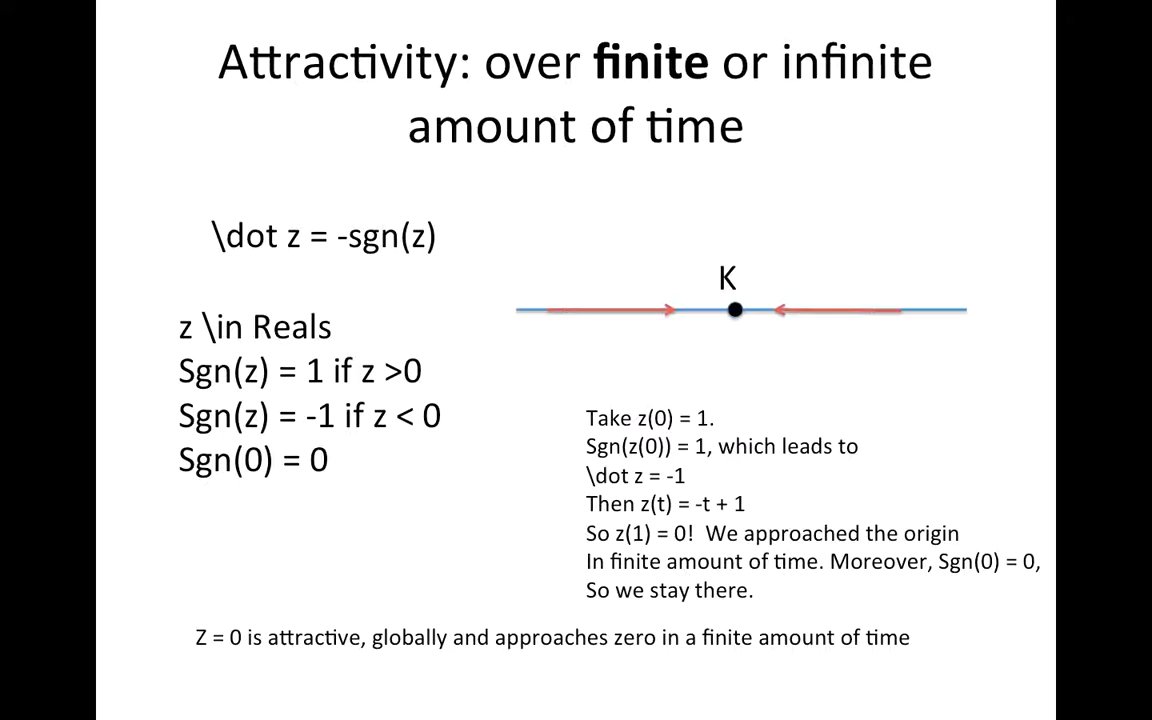 Attractivity: over finite or infinite
amount of time
\dot z = -sgn(z)
z \in Reals
Sgn(z) = 1 if z >0
Sgn(z) = -1 if z < 0
Sgn(0) = 0
K
Take z(0) = 1.
Sgn(z(0)) = 1, which leads to
\dot z = -1
Then z(t) = -t + 1
So z(1) = 0! We approached the origin
In finite amount of time. Moreover, Sgn(0) = 0,
So we stay there.
Z = 0 is attractive, globally and approaches zero in a finite amount of time